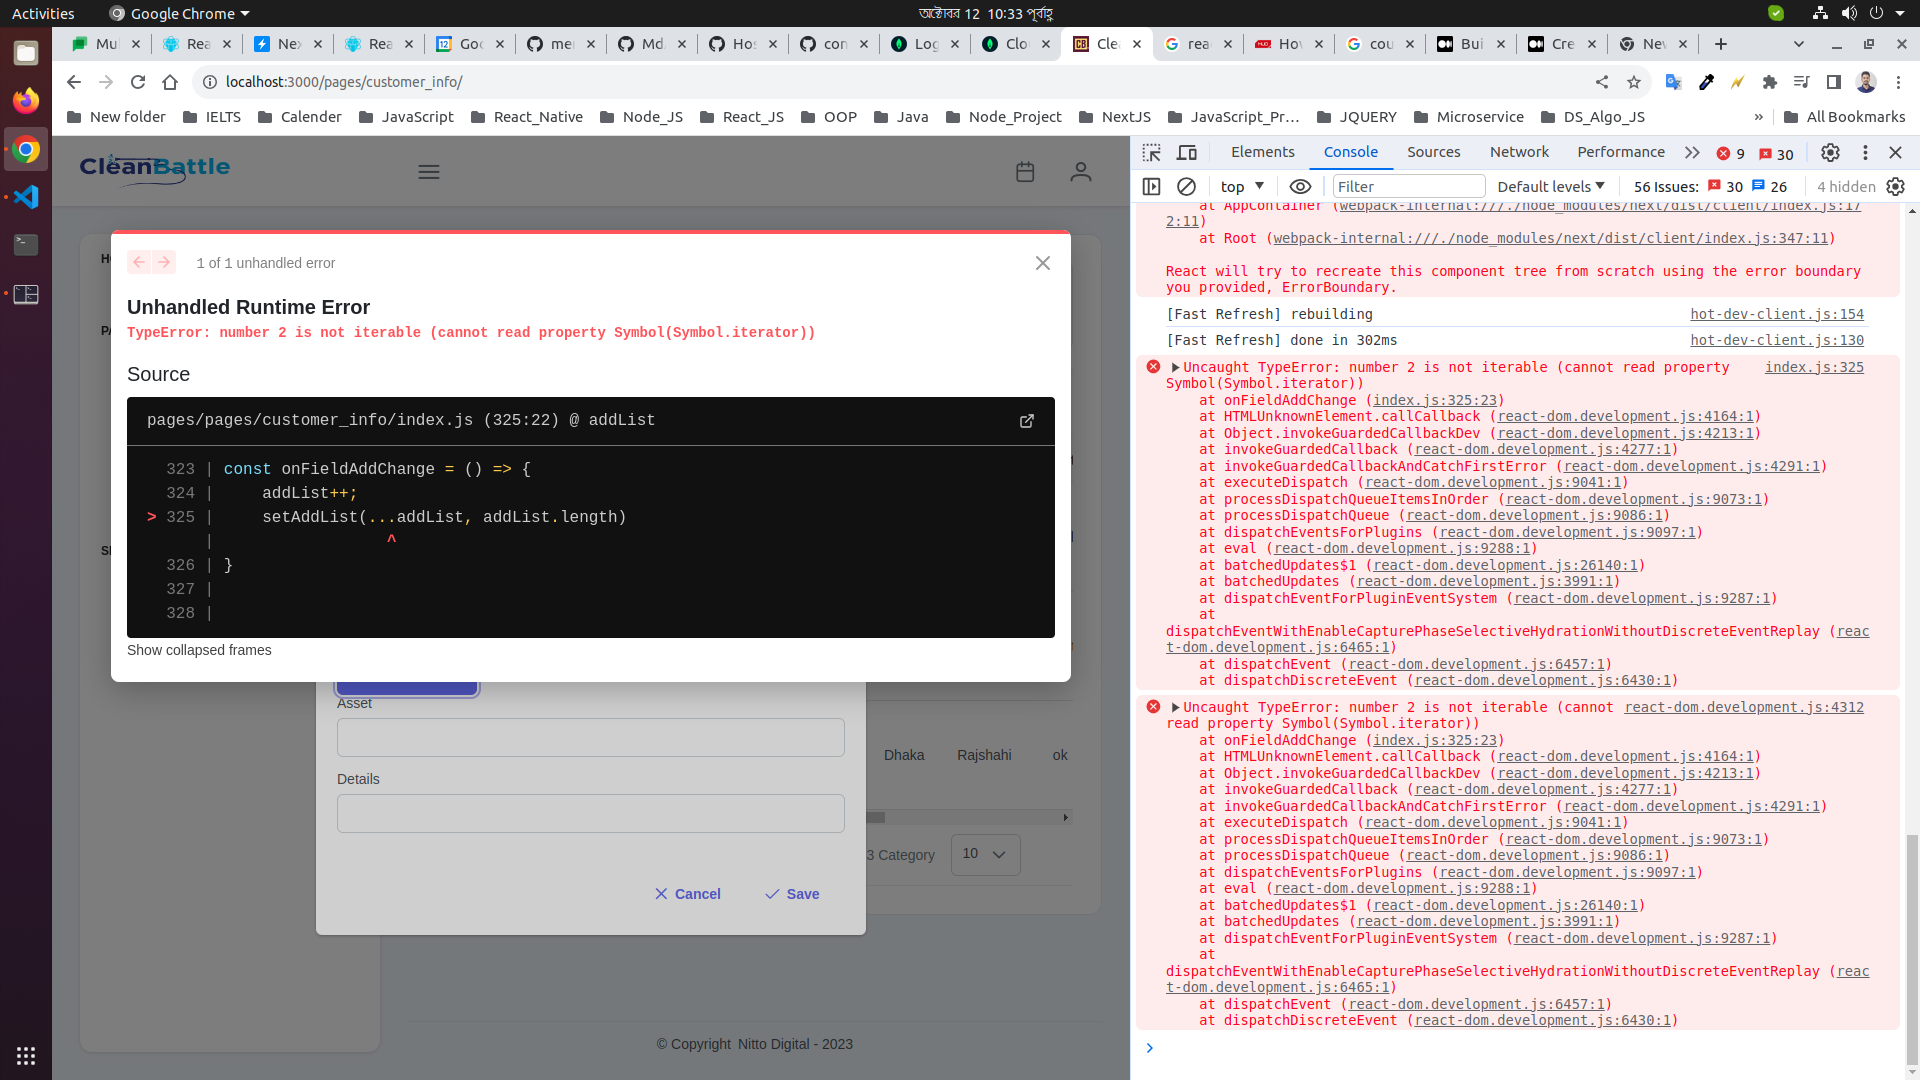 Activities
Google Chrome
অক্টোবর 12 10:33 পূর্বাহ্ণ
Mul
Rea
Nex
Rea
Goo
mer
Md.
Hos
con
Log
Clo
Cle
rea
Hov
cou
Bui
Cre
Nev
localhost:3000/pages/customer_info/
New folder
IELTS
Calender
JavaScript
React_Native
Node_JS
React_JS
OOP
Java
Node_Project
NextJS
JavaScript_Pr…
JQUERY
Microservice
DS_Algo_JS
»
All Bookmarks
CleanBattle
1 of 1 unhandled error
Unhandled Runtime Error
TypeError: number 2 is not iterable (cannot read property Symbol(Symbol.iterator))
Source
pages/pages/customer_info/index.js (325:22) @ addList
323 | const onFieldAddChange = () => {
324 |     addList++;
> 325 |     setAddList(...addList, addList.length)
|                  ^
326 | }
327 |
328 |
Show collapsed frames
Asset
Details
Dhaka Rajshahi ok
3 Category 10
Cancel Save
© Copyright Nitto Digital - 2023
Elements Console Sources Network Performance 9 30
top Filter Default levels 56 Issues: 30 26 4 hidden
at AppContainer (webpack-internal:///./node_modules/next/dist/client/index.js:17
2:11)
at Root (webpack-internal:///./node_modules/next/dist/client/index.js:347:11)
React will try to recreate this component tree from scratch using the error boundary
you provided, ErrorBoundary.
[Fast Refresh] rebuilding hot-dev-client.js:154
[Fast Refresh] done in 302ms hot-dev-client.js:130
Uncaught TypeError: number 2 is not iterable (cannot read property index.js:325
Symbol(Symbol.iterator))
at onFieldAddChange (index.js:325:23)
at HTMLUnknownElement.callCallback (react-dom.development.js:4164:1)
at Object.invokeGuardedCallbackDev (react-dom.development.js:4213:1)
at invokeGuardedCallback (react-dom.development.js:4277:1)
at invokeGuardedCallbackAndCatchFirstError (react-dom.development.js:4291:1)
at executeDispatch (react-dom.development.js:9041:1)
at processDispatchQueueItemsInOrder (react-dom.development.js:9073:1)
at processDispatchQueue (react-dom.development.js:9086:1)
at dispatchEventsForPlugins (react-dom.development.js:9097:1)
at eval (react-dom.development.js:9288:1)
at batchedUpdates$1 (react-dom.development.js:26140:1)
at batchedUpdates (react-dom.development.js:3991:1)
at dispatchEventForPluginEventSystem (react-dom.development.js:9287:1)
at
dispatchEventWithEnableCapturePhaseSelectiveHydrationWithoutDiscreteEventReplay (reac
t-dom.development.js:6465:1)
at dispatchEvent (react-dom.development.js:6457:1)
at dispatchDiscreteEvent (react-dom.development.js:6430:1)
Uncaught TypeError: number 2 is not iterable (cannot react-dom.development.js:4312
read property Symbol(Symbol.iterator))
at onFieldAddChange (index.js:325:23)
at HTMLUnknownElement.callCallback (react-dom.development.js:4164:1)
at Object.invokeGuardedCallbackDev (react-dom.development.js:4213:1)
at invokeGuardedCallback (react-dom.development.js:4277:1)
at invokeGuardedCallbackAndCatchFirstError (react-dom.development.js:4291:1)
at executeDispatch (react-dom.development.js:9041:1)
at processDispatchQueueItemsInOrder (react-dom.development.js:9073:1)
at processDispatchQueue (react-dom.development.js:9086:1)
at dispatchEventsForPlugins (react-dom.development.js:9097:1)
at eval (react-dom.development.js:9288:1)
at batchedUpdates$1 (react-dom.development.js:26140:1)
at batchedUpdates (react-dom.development.js:3991:1)
at dispatchEventForPluginEventSystem (react-dom.development.js:9287:1)
at
dispatchEventWithEnableCapturePhaseSelectiveHydrationWithoutDiscreteEventReplay (reac
t-dom.development.js:6465:1)
at dispatchEvent (react-dom.development.js:6457:1)
at dispatchDiscreteEvent (react-dom.development.js:6430:1)